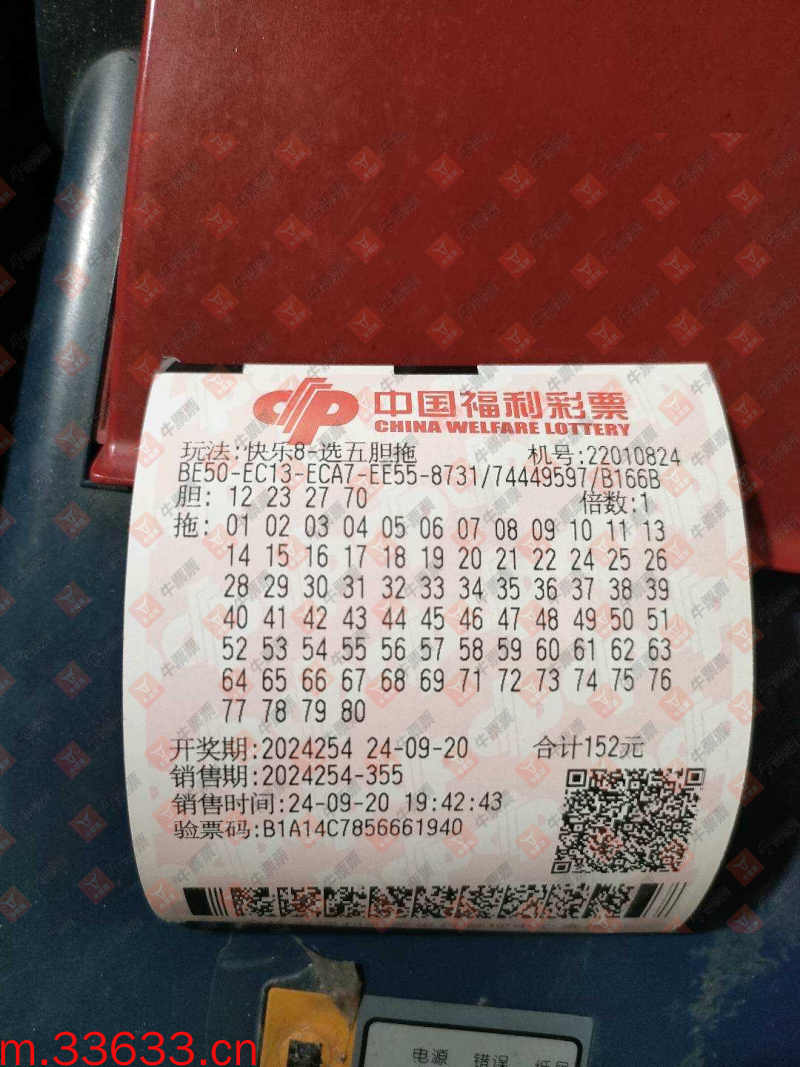 中国福利彩票
CHINA WELFARE LOTTERY
玩法:快乐8-选五胆拖 机号:22010824
BE50-EC13-ECA7-EE55-8731/74449597/B166B
胆: 12 23 27 70 倍数:1
拖: 01 02 03 04 05 06 07 08 09 10 11 13
14 15 16 17 18 19 20 21 22 24 25 26
28 29 30 31 32 33 34 35 36 37 38 39
40 41 42 43 44 45 46 47 48 49 50 51
52 53 54 55 56 57 58 59 60 61 62 63
64 65 66 67 68 69 71 72 73 74 75 76
77 78 79 80
开奖期:2024254 24-09-20 合计152元
销售期:2024254-355
销售时间:24-09-20 19:42:43
验票码:B1A14C7856661940
m.33633.cn
电源 错误